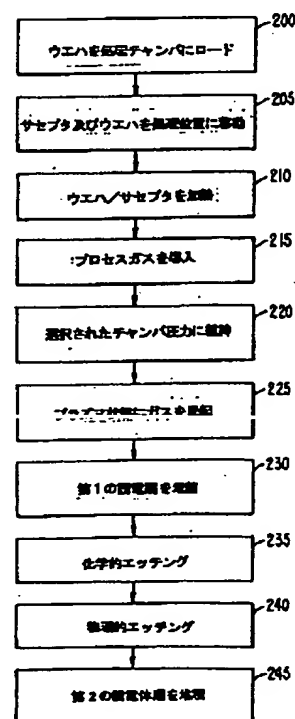 200
ウエハを処理チャンバにロード
205
サセプタ及びウエハを処理位置に移動
210
ウエハ／サセプタを加熱
215
プロセスガスを導入
220
選択されたチャンバ圧力に維持
225
ガスを
230
第1の誘電層を堆積
235
化学的エッチング
240
物理的エッチング
245
第2の誘電体層を堆積